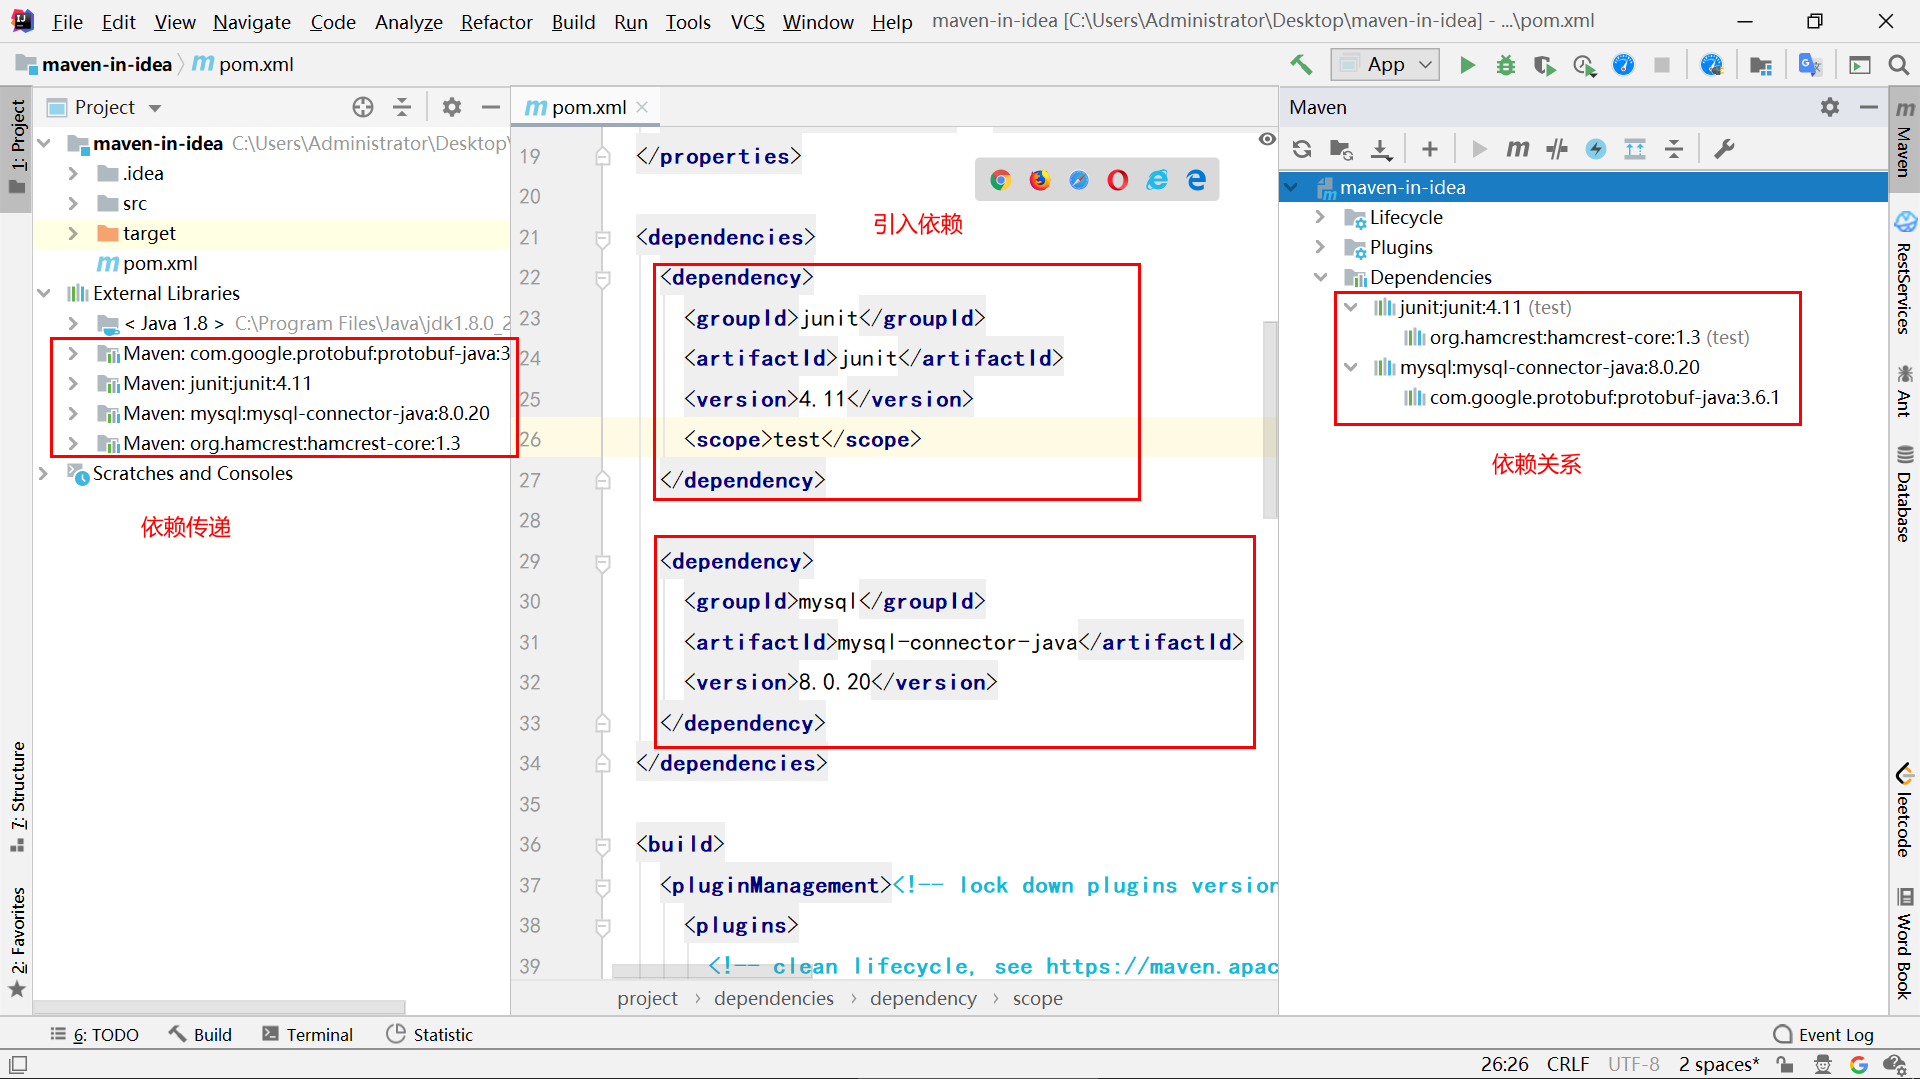 File Edit View Navigate Code Analyze Refactor Build Run Tools VCS Window Help maven-in-idea [C:\Users\Administrator\Desktop\maven-in-idea] - ...\pom.xml
maven-in-idea pom.xml
App
1: Project
7: Structure
2: Favorites
Project
maven-in-idea C:\Users\Administrator\Desktop\
.idea
src
target
pom.xml
External Libraries
< Java 1.8 > C:\Program Files\Java\jdk1.8.0_2
Maven: com.google.protobuf:protobuf-java:3
Maven: junit:junit:4.11
Maven: mysql:mysql-connector-java:8.0.20
Maven: org.hamcrest:hamcrest-core:1.3
Scratches and Consoles
依赖传递
pom.xml
19 </properties>
20
引入依赖
21 <dependencies>
22 <dependency>
23 <groupId>junit</groupId>
24 <artifactId>junit</artifactId>
25 <version>4.11</version>
26 <scope>test</scope>
27 </dependency>
28
29 <dependency>
30 <groupId>mysql</groupId>
31 <artifactId>mysql-connector-java</artifactId>
32 <version>8.0.20</version>
33 </dependency>
34 </dependencies>
35
36 <build>
37 <pluginManagement><!-- lock down plugins version
38 <plugins>
39 <!-- clean lifecycle, see https://maven.apac
project › dependencies › dependency › scope
Maven
maven-in-idea
Lifecycle
Plugins
Dependencies
junit:junit:4.11 (test)
org.hamcrest:hamcrest-core:1.3 (test)
mysql:mysql-connector-java:8.0.20
com.google.protobuf:protobuf-java:3.6.1
依赖关系
Maven
RestServices
Ant
Database
leetcode
Word Book
6: TODO Build Terminal Statistic Event Log
26:26 CRLF UTF-8 2 spaces*